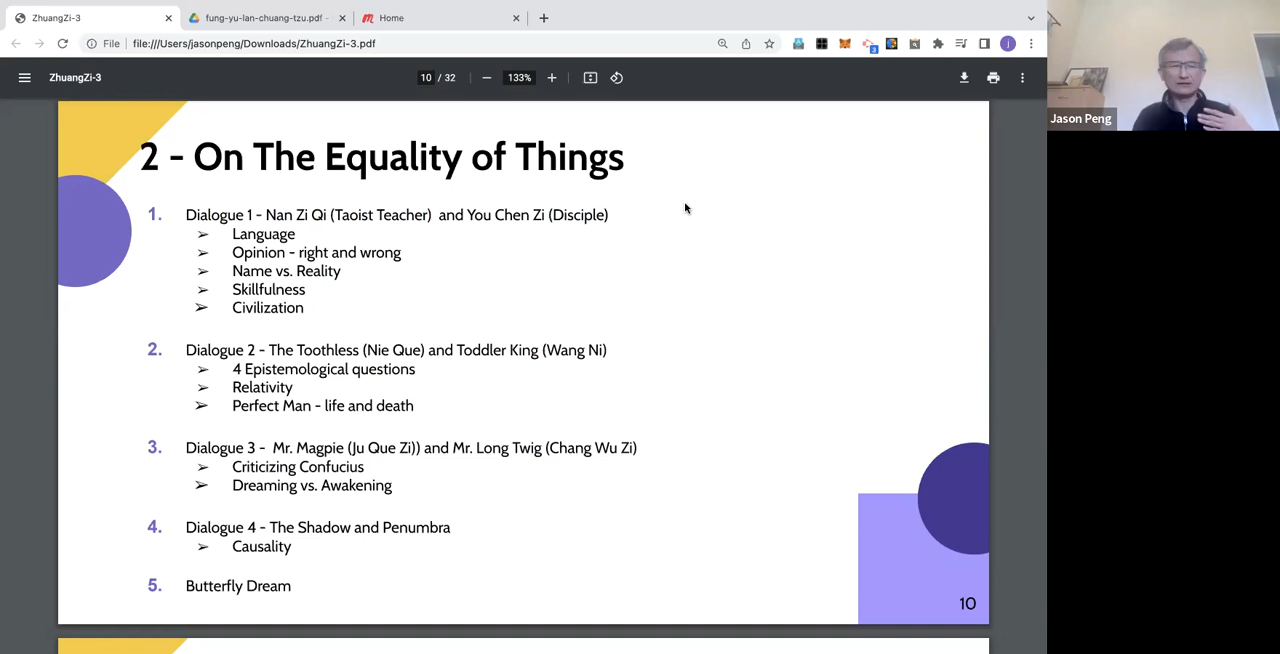 ZhuangZi-3
fung-yu-lan-chuang-tzu.pdf -
Home
File
file:///Users/jasonpeng/Downloads/ZhuangZi-3.pdf
3
j
ZhuangZi-3
10 / 32
133%
Jason Peng
2 - On The Equality of Things
1. Dialogue 1 - Nan Zi Qi (Taoist Teacher) and You Chen Zi (Disciple)
➢ Language
➢ Opinion - right and wrong
➢ Name vs. Reality
➢ Skillfulness
➢ Civilization
2. Dialogue 2 - The Toothless (Nie Que) and Toddler King (Wang Ni)
➢ 4 Epistemological questions
➢ Relativity
➢ Perfect Man - life and death
3. Dialogue 3 - Mr. Magpie (Ju Que Zi)) and Mr. Long Twig (Chang Wu Zi)
➢ Criticizing Confucius
➢ Dreaming vs. Awakening
4. Dialogue 4 - The Shadow and Penumbra
➢ Causality
5. Butterfly Dream
10